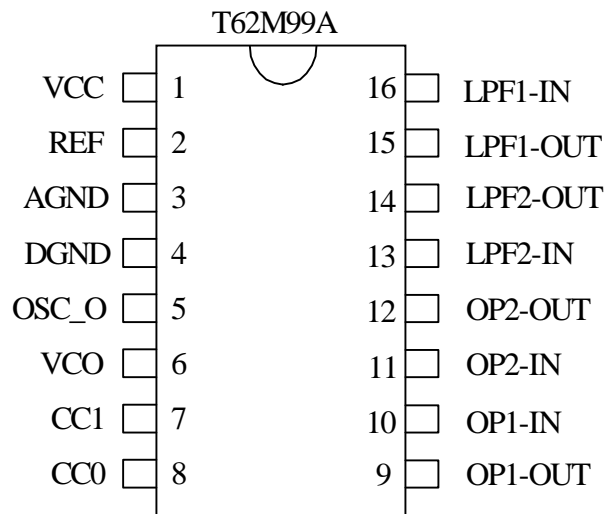 T62M99A
VCC 1 16 LPF1-IN
REF 2 15 LPF1-OUT
AGND 3 14 LPF2-OUT
DGND 4 13 LPF2-IN
OSC_O 5 12 OP2-OUT
VCO 6 11 OP2-IN
CC1 7 10 OP1-IN
CC0 8 9 OP1-OUT